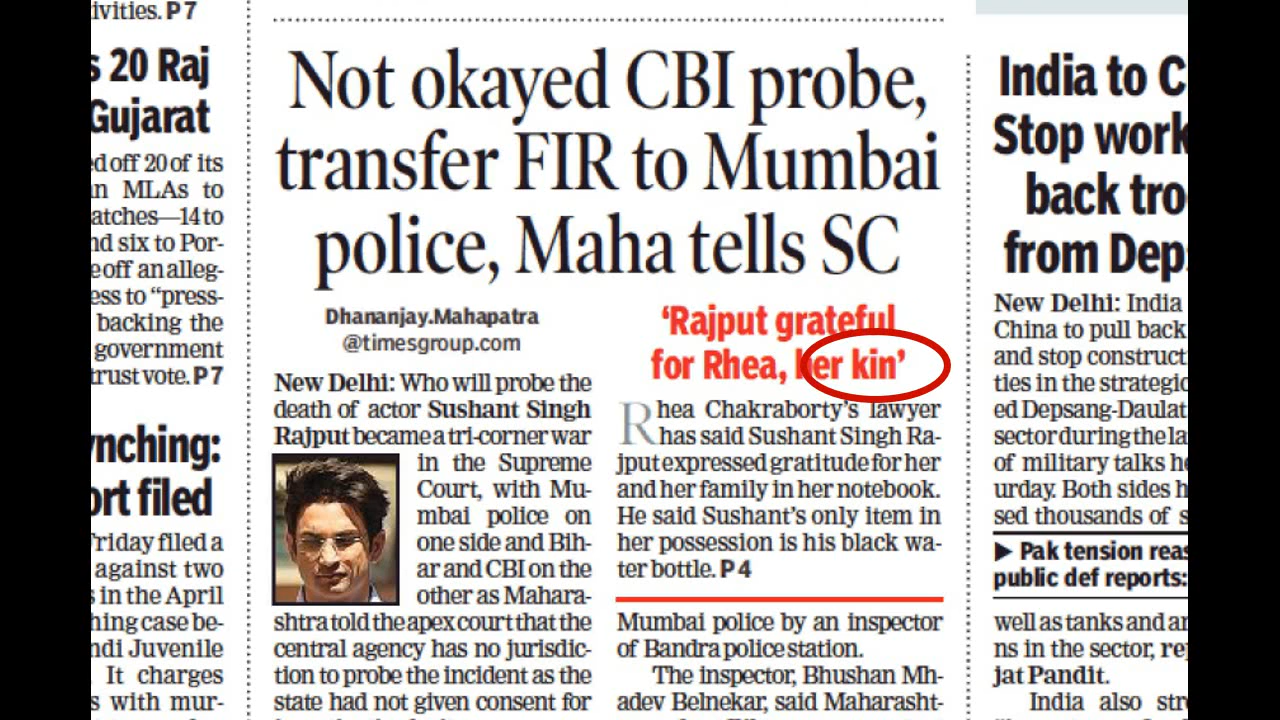 ivities. P 7
s 20 Raj
Gujarat
ed off 20 of its
an MLAs to
atches—14 to
nd six to Por-
e off an alleg-
ess to “press-
backing the
government
trust vote. P 7
ynching:
ort filed
Friday filed a
against two
s in the April
hing case be-
ndi Juvenile
It charges
s with mur-
Not okayed CBI probe,
transfer FIR to Mumbai
police, Maha tells SC
Dhananjay.Mahapatra
@timesgroup.com
New Delhi: Who will probe the
death of actor Sushant Singh
Rajput became a tri-corner war
in the Supreme
Court, with Mu-
mbai police on
one side and Bih-
ar and CBI on the
other as Mahara-
shtra told the apex court that the
central agency has no jurisdic-
tion to probe the incident as the
state had not given consent for
‘Rajput grateful
for Rhea, her kin’
Rhea Chakraborty’s lawyer
has said Sushant Singh Ra-
jput expressed gratitude for her
and her family in her notebook.
He said Sushant’s only item in
her possession is his black wa-
ter bottle. P 4
Mumbai police by an inspector
of Bandra police station.
The inspector, Bhushan Mh-
adev Belnekar, said Maharasht-
India to C
Stop work
back tro
from Deps
New Delhi: India
China to pull back
and stop constructi
ties in the strategic
ed Depsang-Daulat
sector during the la
of military talks he
urday. Both sides h
sed thousands of s
▶ Pak tension reas
public def reports:
well as tanks and ar
ns in the sector, rep
jat Pandit.
India also stre